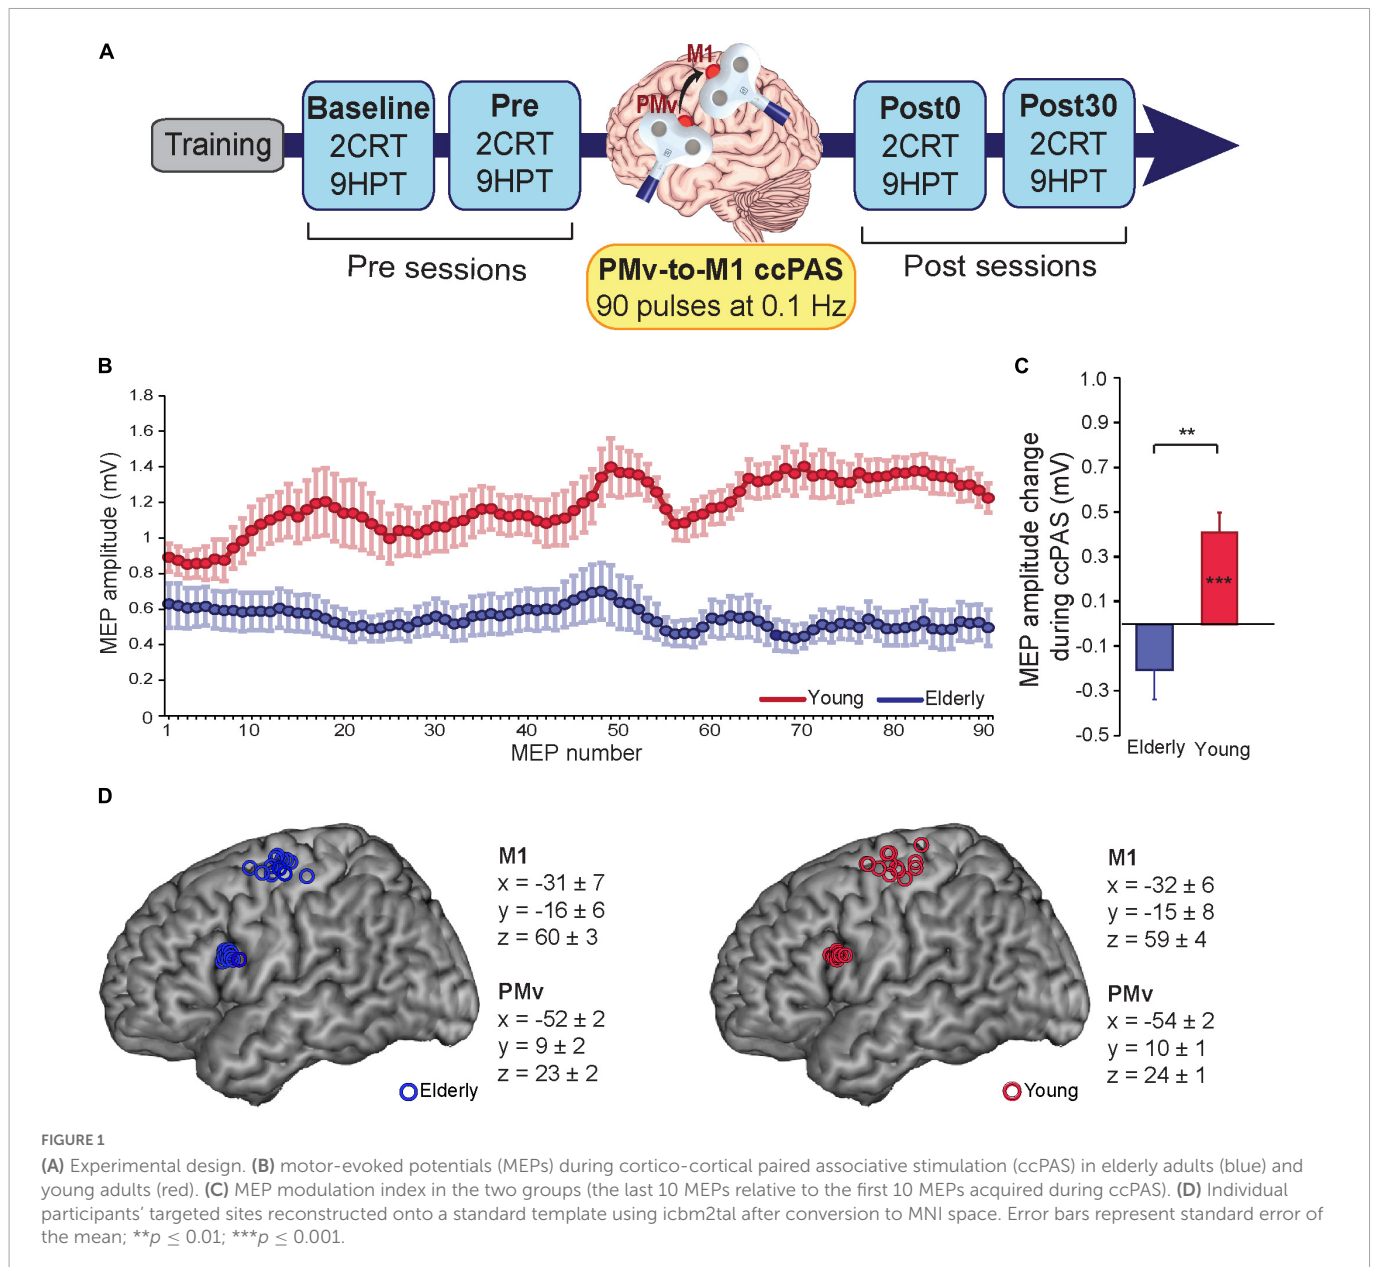 A
Training
Baseline
2CRT
9HPT
Pre
2CRT
9HPT
M1
PMv
Post0
2CRT
9HPT
Post30
2CRT
9HPT
Pre sessions
PMv-to-M1 ccPAS
90 pulses at 0.1 Hz
Post sessions
B
MEP amplitude (mV)
1.8
1.6
1.4
1.2
1
0.8
0.6
0.4
0.2
0
1 10 20 30 40 50 60 70 80 90
MEP number
Young Elderly
C
MEP amplitude change
during ccPAS (mV)
1.0
0.9
0.7
0.5
0.3
0.1
-0.1
-0.3
-0.5
**
***
Elderly Young
D
M1
x = -31 ± 7
y = -16 ± 6
z = 60 ± 3
PMv
x = -52 ± 2
y = 9 ± 2
z = 23 ± 2
Elderly
M1
x = -32 ± 6
y = -15 ± 8
z = 59 ± 4
PMv
x = -54 ± 2
y = 10 ± 1
z = 24 ± 1
Young
FIGURE 1
(A) Experimental design. (B) motor-evoked potentials (MEPs) during cortico-cortical paired associative stimulation (ccPAS) in elderly adults (blue) and
young adults (red). (C) MEP modulation index in the two groups (the last 10 MEPs relative to the first 10 MEPs acquired during ccPAS). (D) Individual
participants’ targeted sites reconstructed onto a standard template using icbm2tal after conversion to MNI space. Error bars represent standard error of
the mean; **p ≤ 0.01; ***p ≤ 0.001.